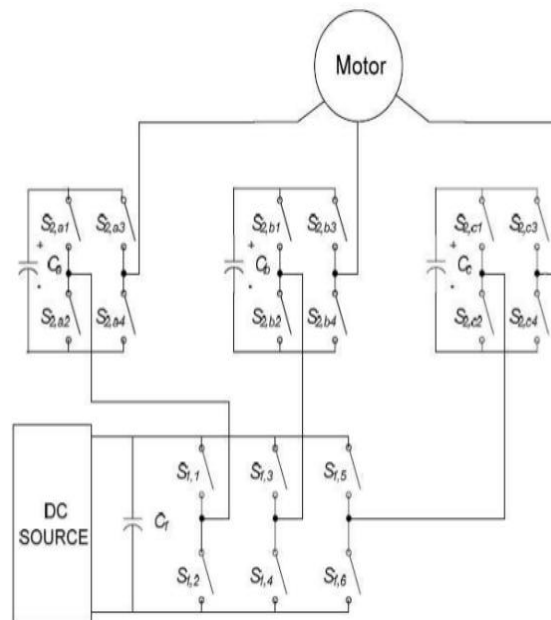 Motor
S2,a1 S2,a3 S2,b1 S2,b3 S2,c1 S2,c3
+ Ca + Cb + Cc
- - -
S2,a2 S2,a4 S2,b2 S2,b4 S2,c2 S2,c4
S1,1 S1,3 S1,5
DC
SOURCE
C1
S1,2 S1,4 S1,6